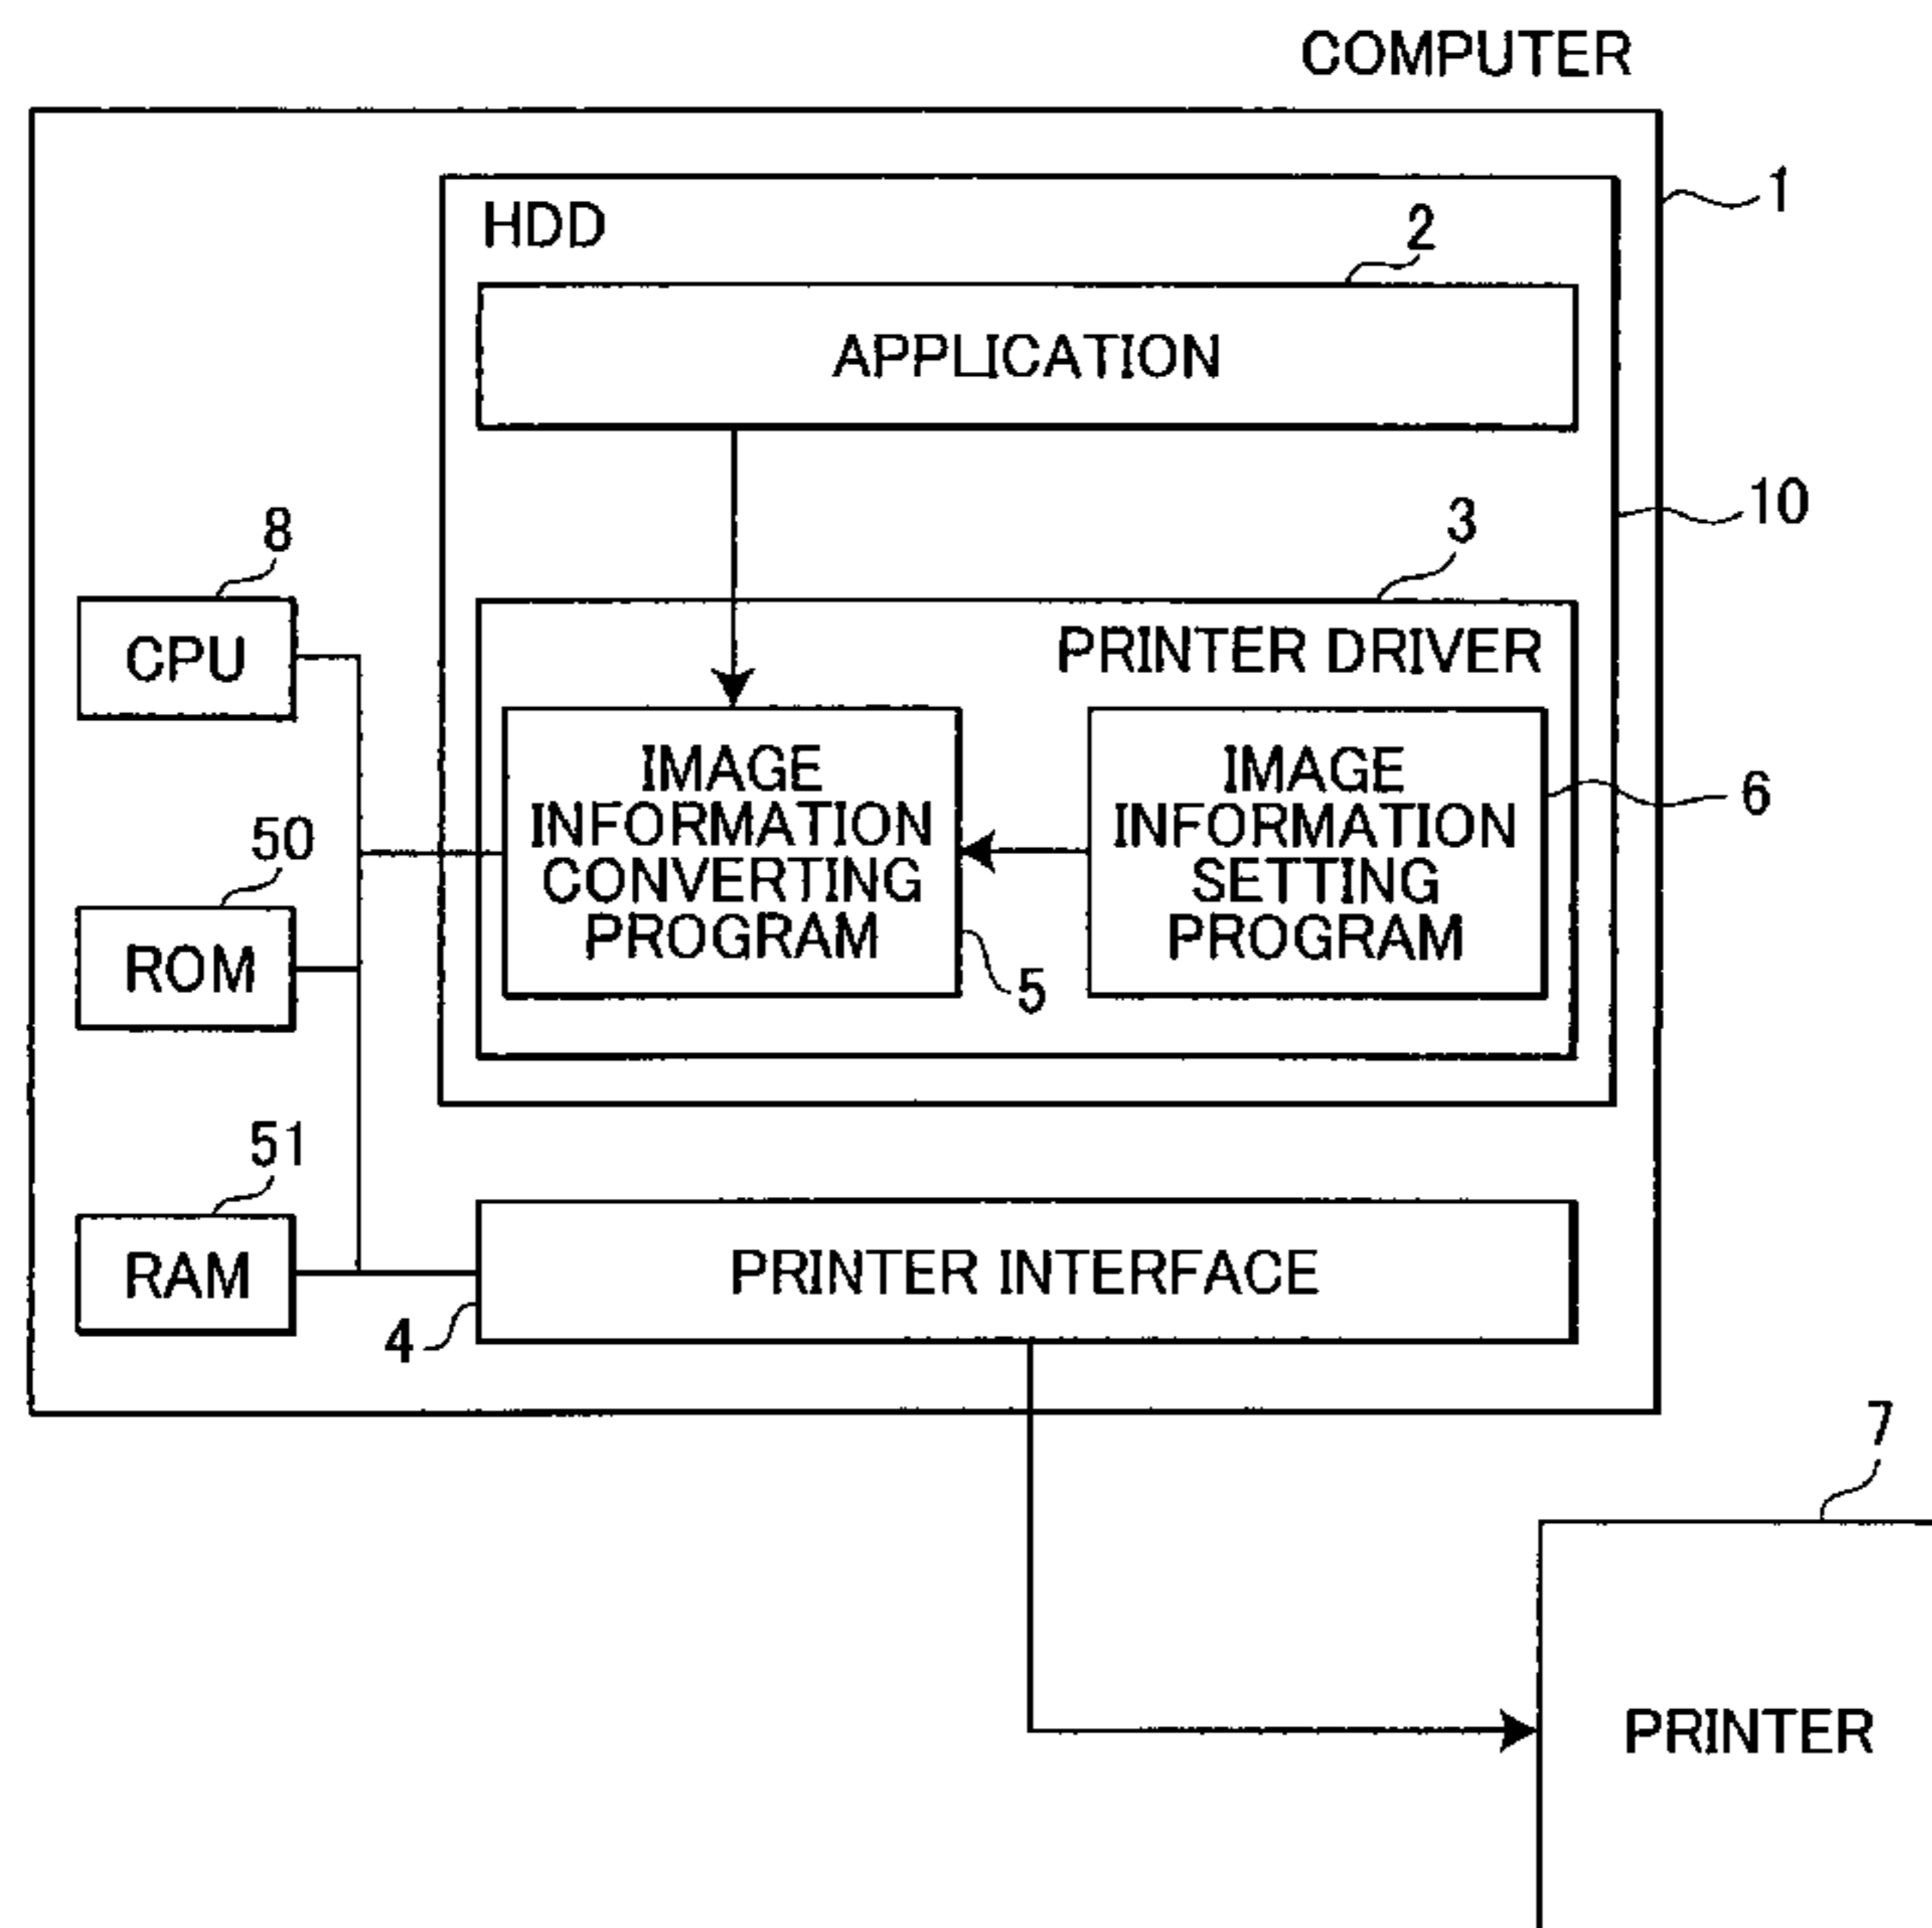 COMPUTER
1
HDD
2
APPLICATION
10
3
8
CPU
PRINTER DRIVER
IMAGE
INFORMATION
CONVERTING
PROGRAM
IMAGE
INFORMATION
SETTING
PROGRAM
6
5
50
ROM
51
RAM
PRINTER INTERFACE
4
7
PRINTER